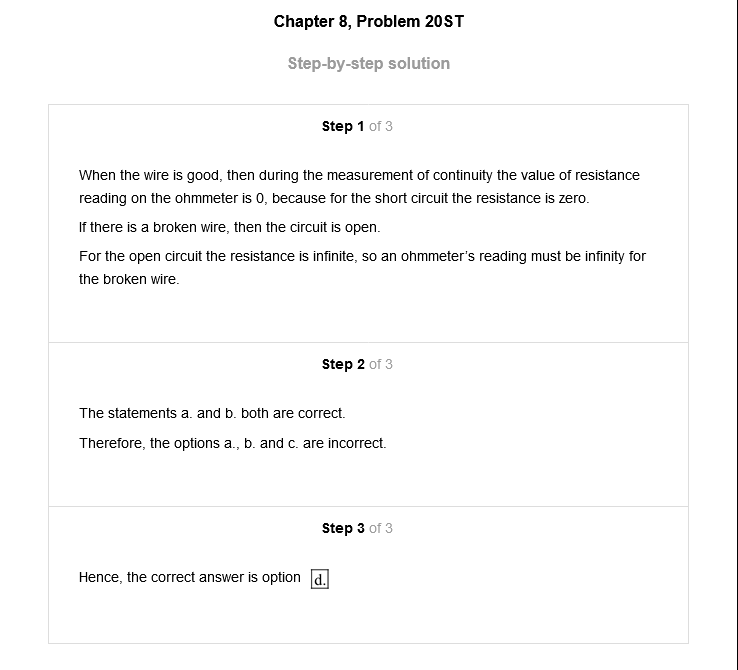 Chapter 8, Problem 20ST
Step-by-step solution
Step 1 of 3
When the wire is good, then during the measurement of continuity the value of resistance
reading on the ohmmeter is 0, because for the short circuit the resistance is zero.
If there is a broken wire, then the circuit is open.
For the open circuit the resistance is infinite, so an ohmmeter's reading must be infinity for
the broken wire.
Step 2 of 3
The statements a. and b. both are correct.
Therefore, the options a., b. and c. are incorrect.
Step 3 of 3
Hence, the correct answer is option d.